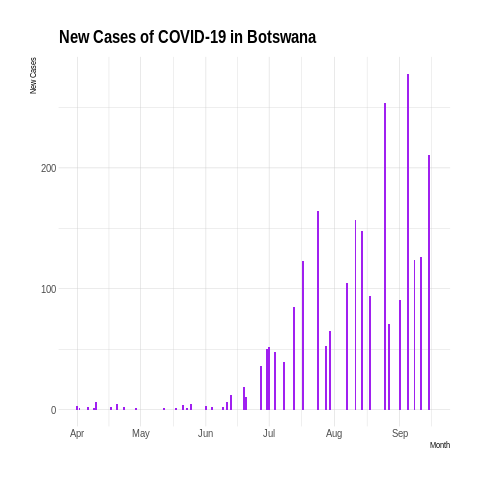 New Cases of COVID-19 in Botswana
New Cases
200
100
0
Apr May Jun Jul Aug Sep
Month